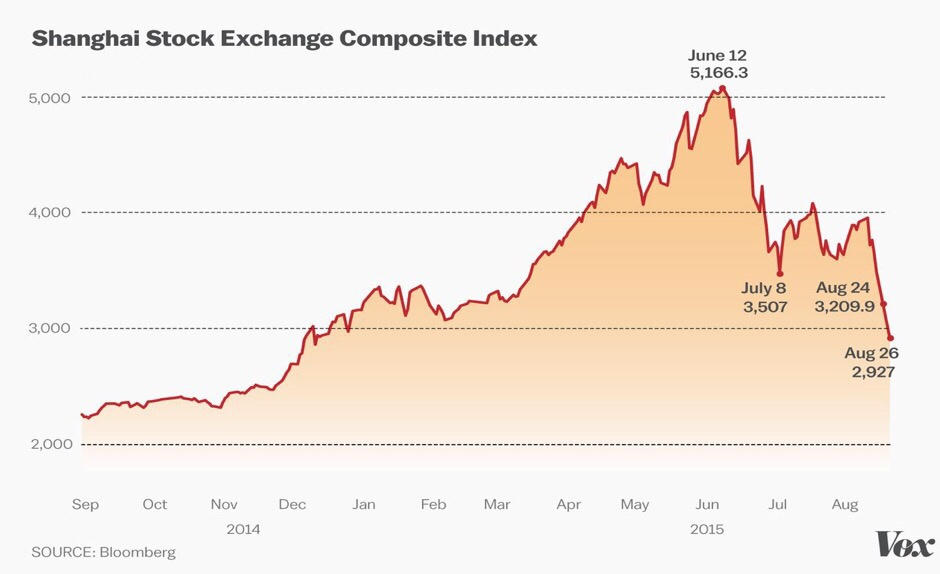 Shanghai Stock Exchange Composite Index
June 12
5,166.3
5,000
4,000
3,000
2,000
July 8
3,507
Aug 24
3,209.9
Aug 26
2,927
Sep Oct Nov Dec Jan Feb Mar Apr May Jun Jul Aug
2014 2015
SOURCE: Bloomberg
Vox